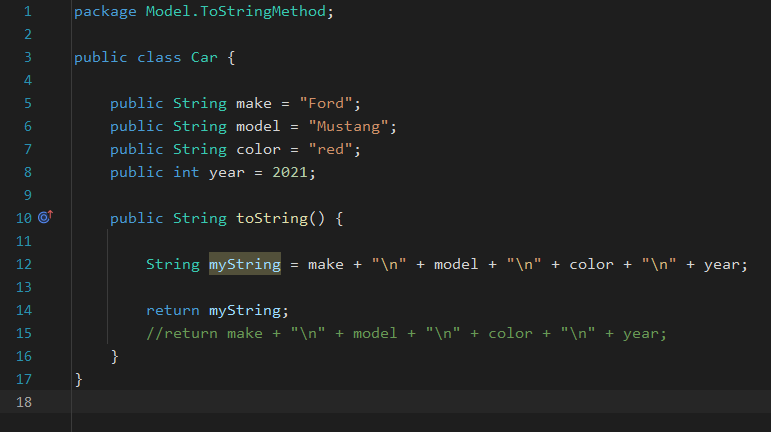 1 package Model.ToStringMethod;
2
3 public class Car {
4
5     public String make = "Ford";
6     public String model = "Mustang";
7     public String color = "red";
8     public int year = 2021;
9
10     public String toString() {
11
12         String myString = make + "\n" + model + "\n" + color + "\n" + year;
13
14         return myString;
15         //return make + "\n" + model + "\n" + color + "\n" + year;
16     }
17 }
18